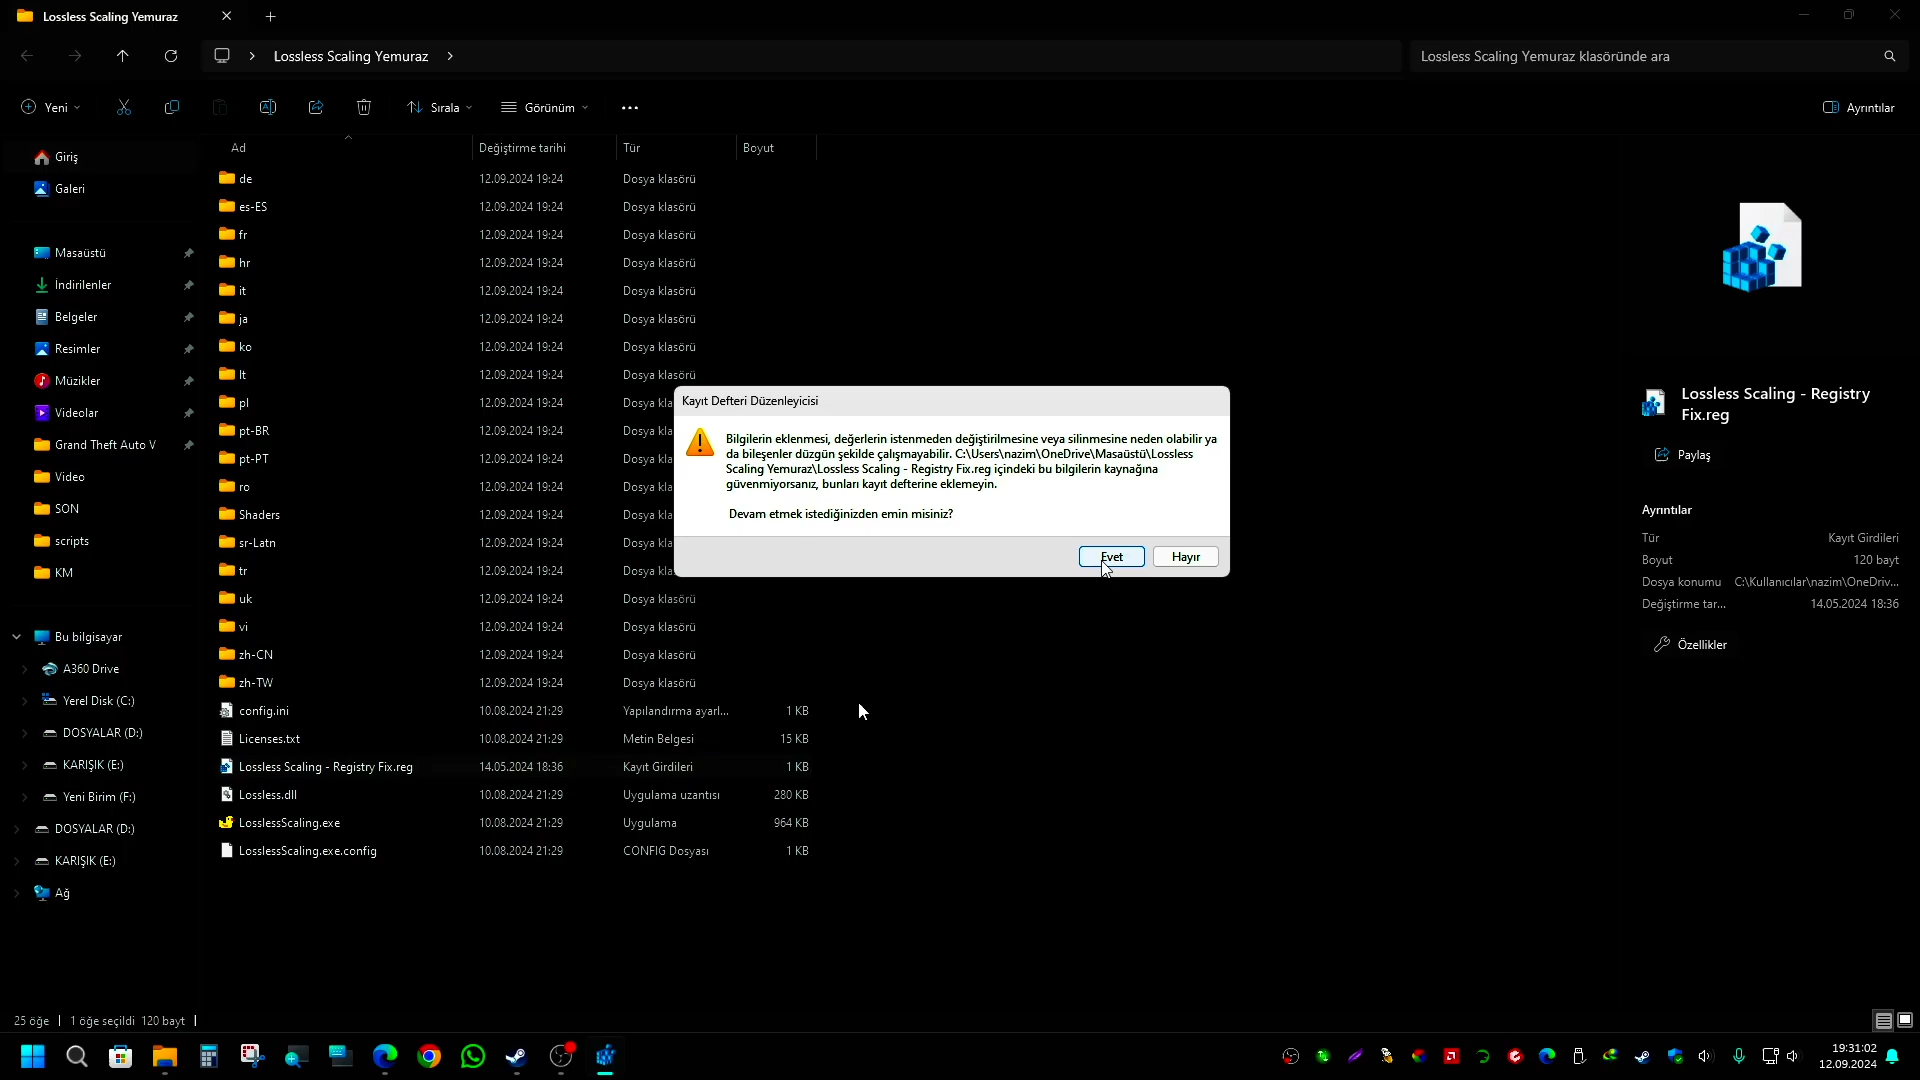 Lossless Scaling Yemuraz
Lossless Scaling Yemuraz
Lossless Scaling Yemuraz klasöründe ara
Yeni
Sırala
Görünüm
Ayrıntılar
Giriş
Galeri
Masaüstü
İndirilenler
Belgeler
Resimler
Müzikler
Videolar
Grand Theft Auto V
Video
SON
scripts
KM
Bu bilgisayar
A360 Drive
Yerel Disk (C:)
DOSYALAR (D:)
KARIŞIK (E:)
Yeni Birim (F:)
DOSYALAR (D:)
KARIŞIK (E:)
Ağ
Ad Değiştirme tarihi Tür Boyut
de 12.09.2024 19:24 Dosya klasörü
es-ES 12.09.2024 19:24 Dosya klasörü
fr 12.09.2024 19:24 Dosya klasörü
hr 12.09.2024 19:24 Dosya klasörü
it 12.09.2024 19:24 Dosya klasörü
ja 12.09.2024 19:24 Dosya klasörü
ko 12.09.2024 19:24 Dosya klasörü
lt 12.09.2024 19:24 Dosya klasörü
pl 12.09.2024 19:24 Dosya kla
pt-BR 12.09.2024 19:24 Dosya kla
pt-PT 12.09.2024 19:24 Dosya kla
ro 12.09.2024 19:24 Dosya kla
Shaders 12.09.2024 19:24 Dosya kla
sr-Latn 12.09.2024 19:24 Dosya kla
tr 12.09.2024 19:24 Dosya kla
uk 12.09.2024 19:24 Dosya klasörü
vi 12.09.2024 19:24 Dosya klasörü
zh-CN 12.09.2024 19:24 Dosya klasörü
zh-TW 12.09.2024 19:24 Dosya klasörü
config.ini 10.08.2024 21:29 Yapılandırma ayarl... 1 KB
Licenses.txt 10.08.2024 21:29 Metin Belgesi 15 KB
Lossless Scaling - Registry Fix.reg 14.05.2024 18:36 Kayıt Girdileri 1 KB
Lossless.dll 10.08.2024 21:29 Uygulama uzantısı 280 KB
LosslessScaling.exe 10.08.2024 21:29 Uygulama 964 KB
LosslessScaling.exe.config 10.08.2024 21:29 CONFIG Dosyası 1 KB
Kayıt Defteri Düzenleyicisi
Bilgilerin eklenmesi, değerlerin istenmeden değiştirilmesine veya silinmesine neden olabilir ya
da bileşenler düzgün şekilde çalışmayabilir. C:\Users\nazim\OneDrive\Masaüstü\Lossless
Scaling Yemuraz\Lossless Scaling - Registry Fix.reg içindeki bu bilgilerin kaynağına
güvenmiyorsanız, bunları kayıt defterine eklemeyin.
Devam etmek istediğinizden emin misiniz?
Evet Hayır
Lossless Scaling - Registry
Fix.reg
Paylaş
Ayrıntılar
Tür Kayıt Girdileri
Boyut 120 bayt
Dosya konumu C:\Kullanıcılar\nazim\OneDriv...
Değiştirme tar... 14.05.2024 18:36
Özellikler
25 öğe 1 öğe seçildi 120 bayt
19:31:02
12.09.2024